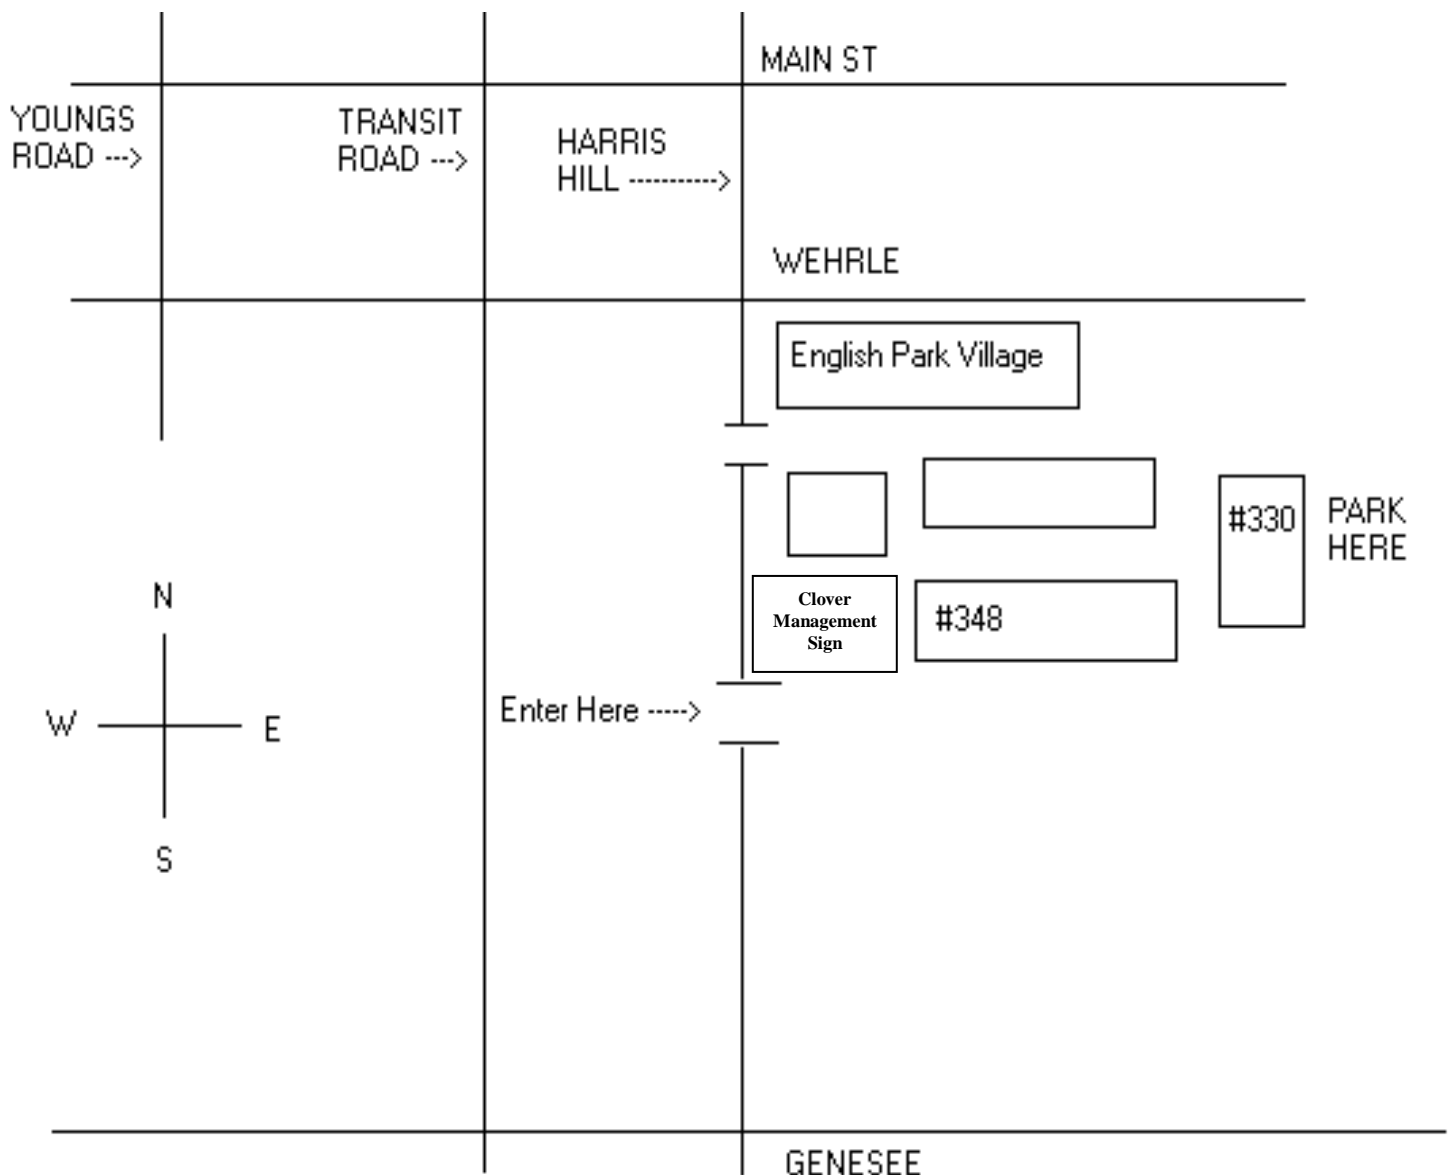 MAIN ST
YOUNGS
ROAD --->
TRANSIT
ROAD --->
HARRIS
HILL ----------->
WEHRLE
English Park Village
#330
PARK
HERE
N
Clover
Management
Sign
#348
W
E
Enter Here ----->
S
GENESEE